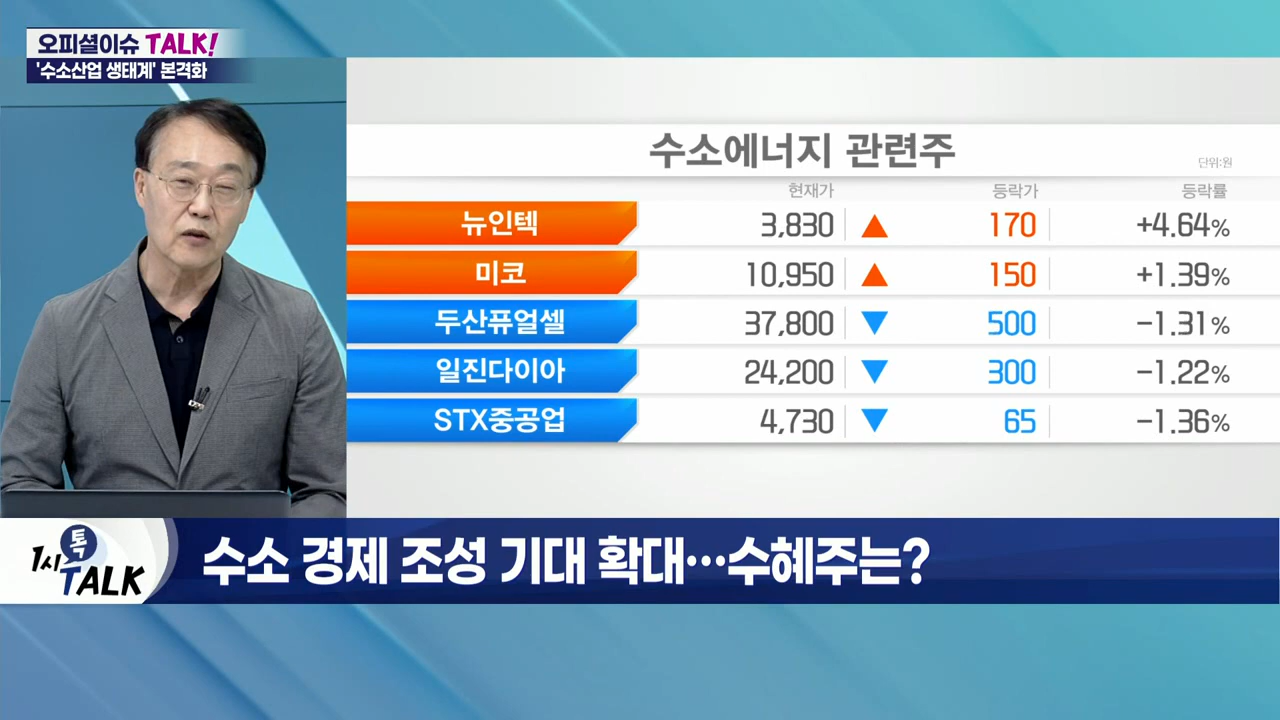 오피셜이슈 TALK!
'수소산업 생태계' 본격화
수소에너지 관련주
단위:원
현재가 등락가 등락률
뉴인텍 3,830 ▲ 170 +4.64%
미코 10,950 ▲ 150 +1.39%
두산퓨얼셀 37,800 ▼ 500 -1.31%
일진다이아 24,200 ▼ 300 -1.22%
STX중공업 4,730 ▼ 65 -1.36%
1시톡 TALK
수소 경제 조성 기대 확대…수혜주는?